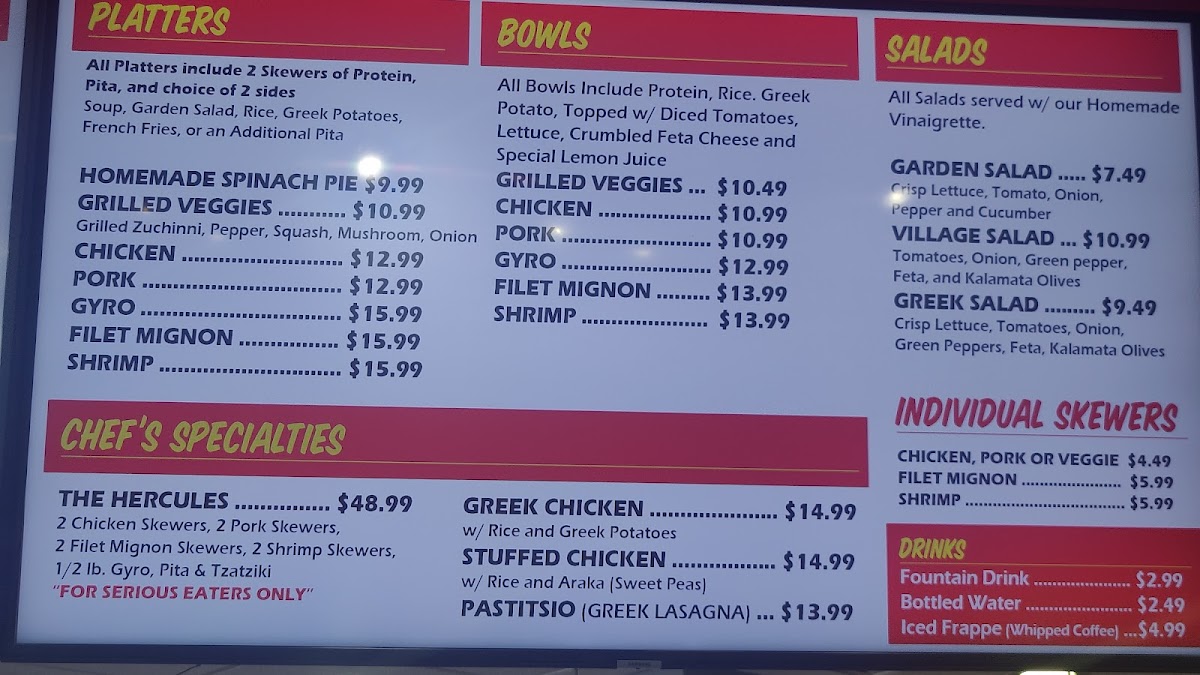 PLATTERS
All Platters include 2 Skewers of Protein,
Pita, and choice of 2 sides
Soup, Garden Salad, Rice, Greek Potatoes,
French Fries, or an Additional Pita
HOMEMADE SPINACH PIE $9.99
GRILLED VEGGIES ........... $10.99
Grilled Zuchinni, Pepper, Squash, Mushroom, Onion
CHICKEN .......................... $12.99
PORK ................................ $12.99
GYRO ................................ $15.99
FILET MIGNON ................ $15.99
SHRIMP ............................. $15.99
BOWLS
All Bowls Include Protein, Rice. Greek
Potato, Topped w/ Diced Tomatoes,
Lettuce, Crumbled Feta Cheese and
Special Lemon Juice
GRILLED VEGGIES ... $10.49
CHICKEN .................. $10.99
PORK ........................ $10.99
GYRO ........................ $12.99
FILET MIGNON ......... $13.99
SHRIMP ..................... $13.99
SALADS
All Salads served w/ our Homemade
Vinaigrette.
GARDEN SALAD ..... $7.49
Crisp Lettuce, Tomato, Onion,
Pepper and Cucumber
VILLAGE SALAD ... $10.99
Tomatoes, Onion, Green pepper,
Feta, and Kalamata Olives
GREEK SALAD ......... $9.49
Crisp Lettuce, Tomatoes, Onion,
Green Peppers, Feta, Kalamata Olives
CHEF'S SPECIALTIES
THE HERCULES ............... $48.99
2 Chicken Skewers, 2 Pork Skewers,
2 Filet Mignon Skewers, 2 Shrimp Skewers,
1/2 lb. Gyro, Pita & Tzatziki
"FOR SERIOUS EATERS ONLY"
GREEK CHICKEN ..................... $14.99
w/ Rice and Greek Potatoes
STUFFED CHICKEN ................. $14.99
w/ Rice and Araka (Sweet Peas)
PASTITSIO (GREEK LASAGNA) ... $13.99
INDIVIDUAL SKEWERS
CHICKEN, PORK OR VEGGIE $4.49
FILET MIGNON ...................... $5.99
SHRIMP ................................... $5.99
DRINKS
Fountain Drink ..................... $2.99
Bottled Water ....................... $2.49
Iced Frappe (Whipped Coffee) ...$4.99